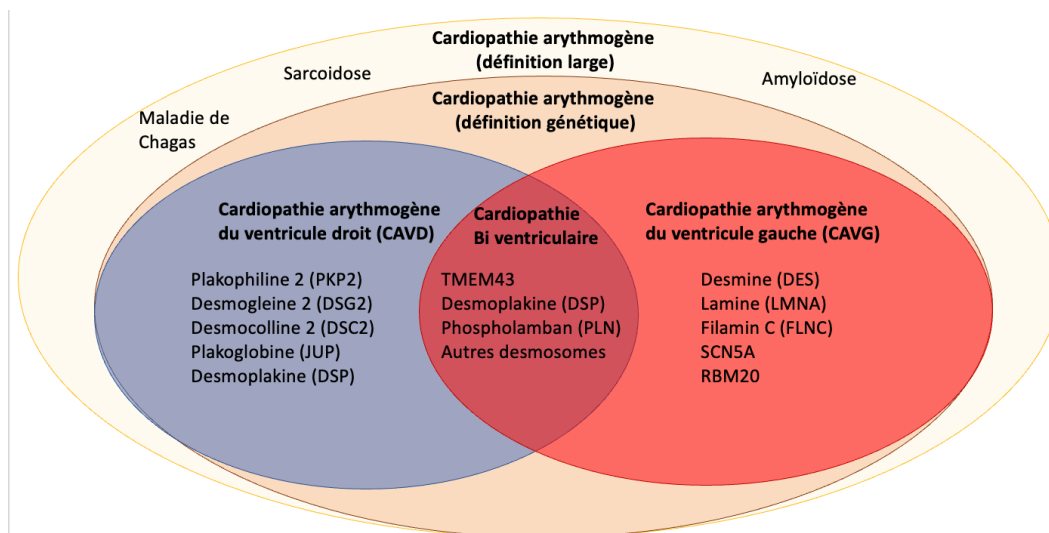 Cardiopathie arythmogène
(définition large)
Sarcoidose
Amyloïdose
Cardiopathie arythmogène
(définition génétique)
Maladie de
Chagas
Cardiopathie arythmogène
du ventricule droit (CAVD)
Plakophiline 2 (PKP2)
Desmogleine 2 (DSG2)
Desmocolline 2 (DSC2)
Plakoglobine (JUP)
Desmoplakine (DSP)
Cardiopathie
Bi ventriculaire
TMEM43
Desmoplakine (DSP)
Phospholamban (PLN)
Autres desmosomes
Cardiopathie arythmogène
du ventricule gauche (CAVG)
Desmine (DES)
Lamine (LMNA)
Filamin C (FLNC)
SCN5A
RBM20